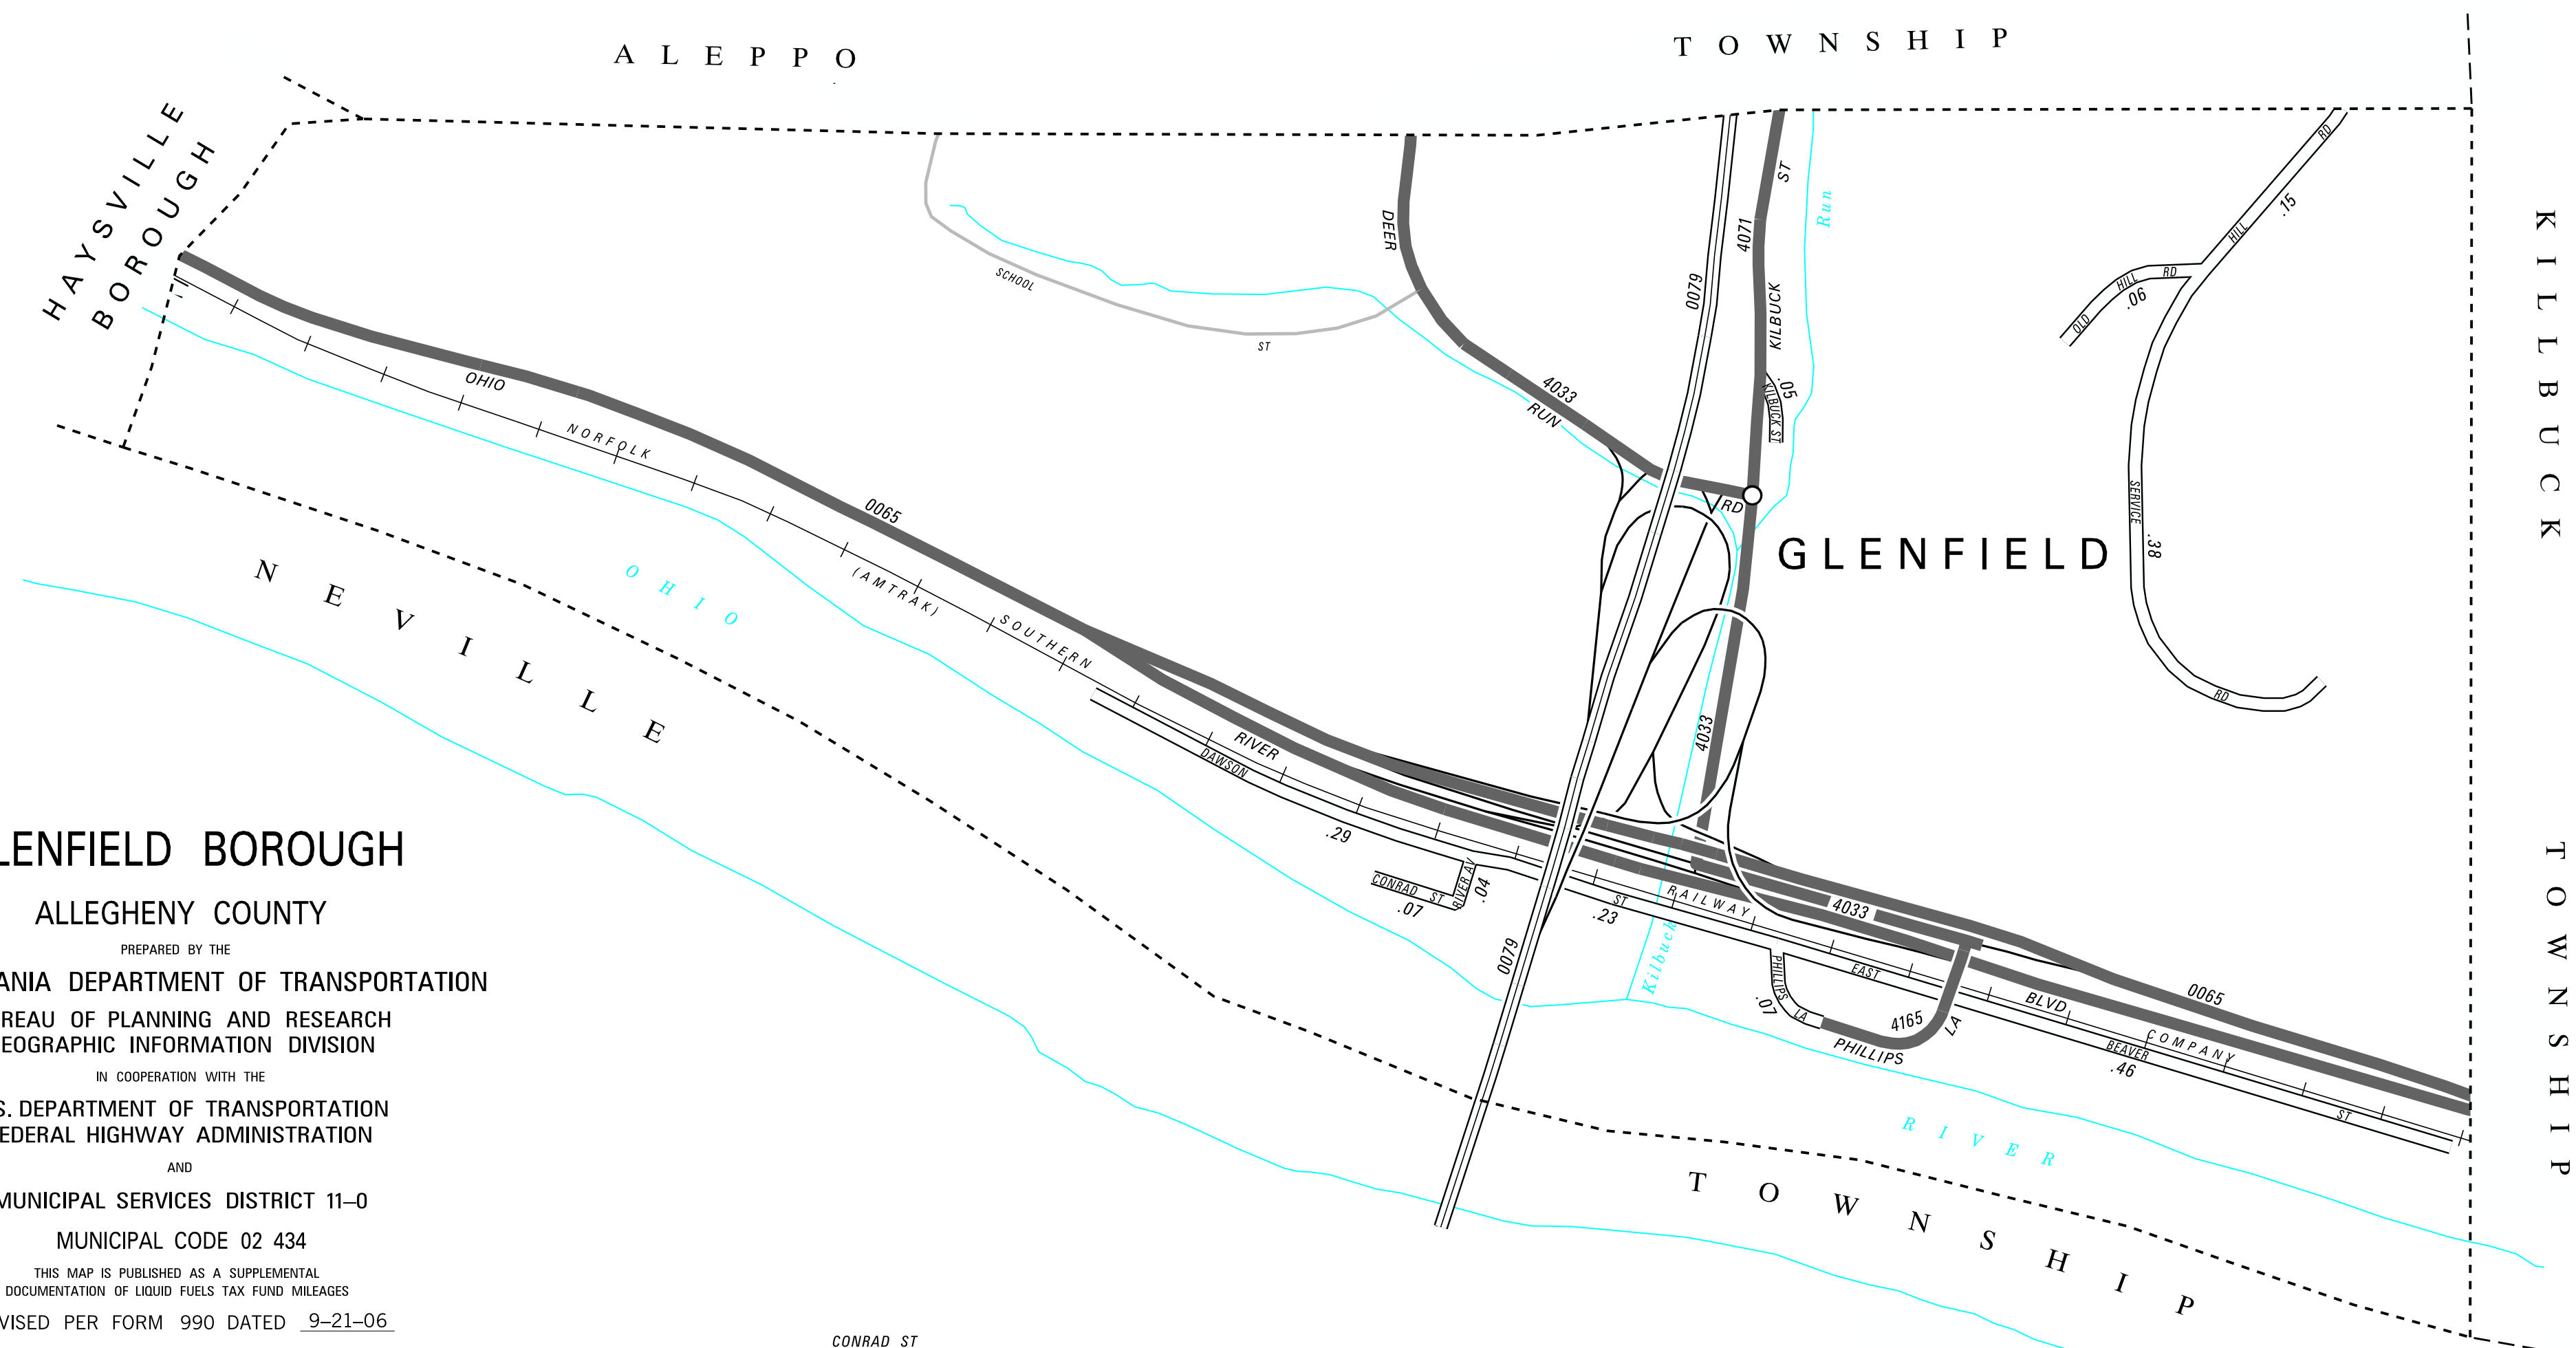 ALEPPO
TOWNSHIP
HAYSVILLE
BOROUGH
KILBUCK
TOWNSHIP
NEVILLE
TOWNSHIP
GLENFIELD
SCHOOL
ST
DEER
4033
RUN
RD
0079
4071
ST
KILBUCK
KILBUCK ST
.05
Run
RD
HILL
.15
OLD
HILL
RD
.06
SERVICE
.38
RD
OHIO
0065
RIVER
NORFOLK
(AMTRAK)
SOUTHERN
RAILWAY
COMPANY
OHIO
RIVER
DAWSON
.29
ST
.23
CONRAD ST
.07
RIVER AV
.04
0079
4033
4033
Kilbuck
PHILLIPS
LA
.07
PHILLIPS
4165
LA
EAST
BLVD
BEAVER
.46
ST
0065
LENFIELD BOROUGH
ALLEGHENY COUNTY
PREPARED BY THE
ANIA DEPARTMENT OF TRANSPORTATION
REAU OF PLANNING AND RESEARCH
EOGRAPHIC INFORMATION DIVISION
IN COOPERATION WITH THE
S. DEPARTMENT OF TRANSPORTATION
EDERAL HIGHWAY ADMINISTRATION
AND
MUNICIPAL SERVICES DISTRICT 11–0
MUNICIPAL CODE 02 434
THIS MAP IS PUBLISHED AS A SUPPLEMENTAL
DOCUMENTATION OF LIQUID FUELS TAX FUND MILEAGES
VISED PER FORM 990 DATED 9–21–06
CONRAD ST